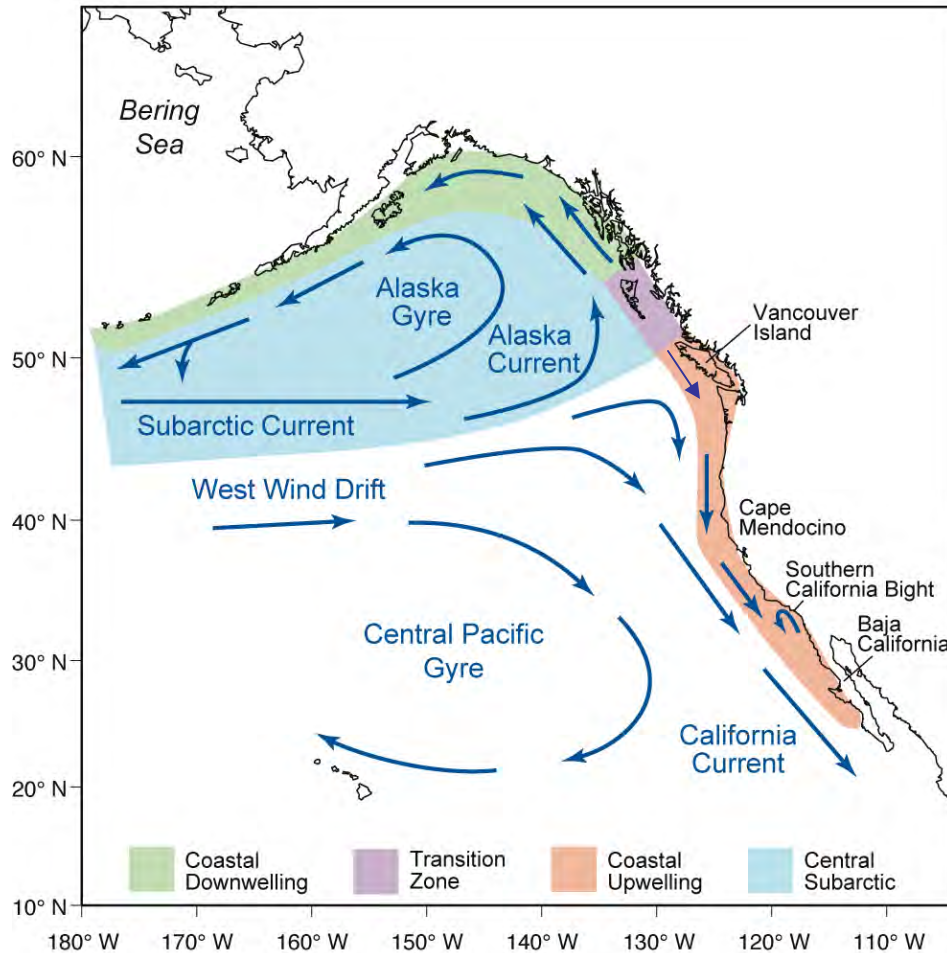 Bering
Sea
60° N
50° N
40° N
30° N
20° N
10° N
Alaska
Gyre
Alaska
Current
Subarctic Current
Vancouver
Island
West Wind Drift
Cape
Mendocino
Southern
California Bight
Baja
California
Central Pacific
Gyre
California
Current
Coastal
Downwelling
Transition
Zone
Coastal
Upwelling
Central
Subarctic
180° W
170° W
160° W
150° W
140° W
130° W
120° W
110° W